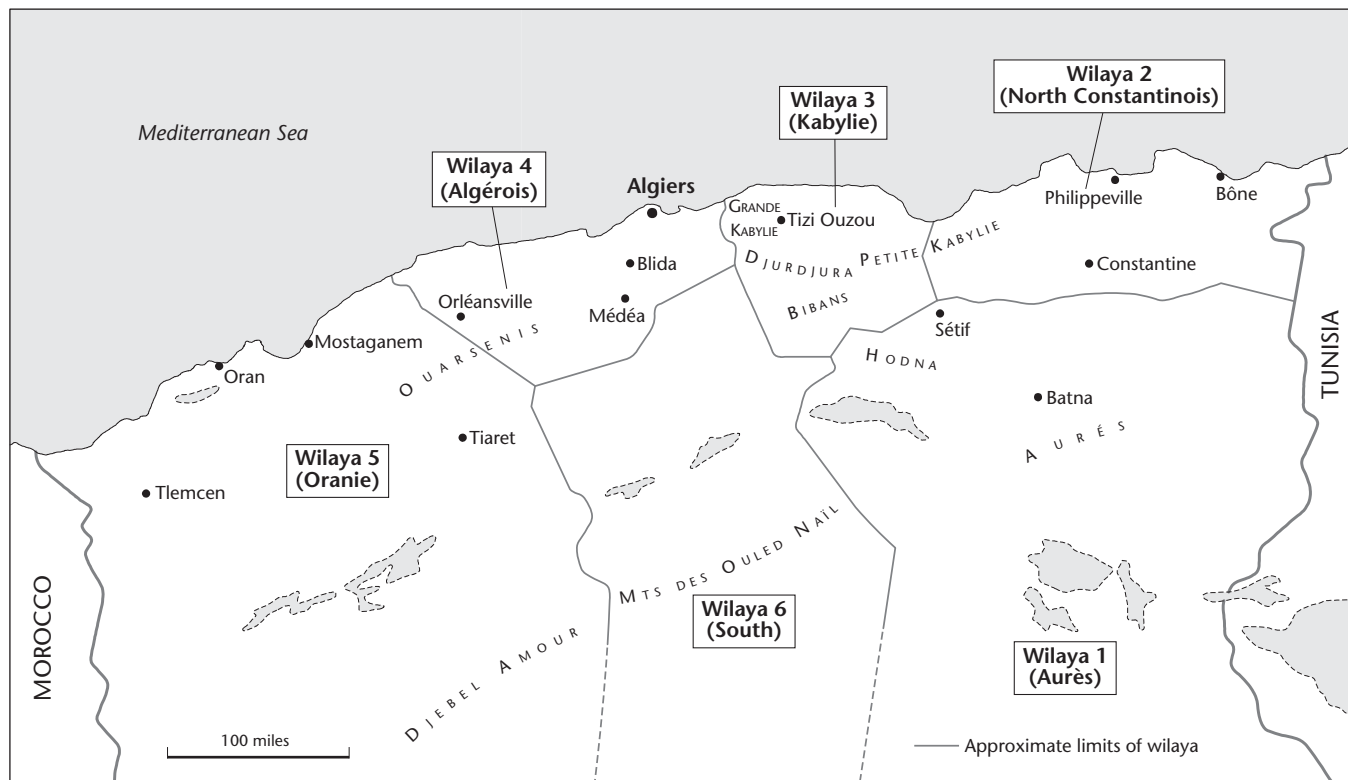 Wilaya 2
(North Constantinois)
Wilaya 3
(Kabylie)
Mediterranean Sea
Wilaya 4
(Algérois)
Algiers
GRANDE
KABYLIE
Tizi Ouzou
Philippeville
Bône
DJURDJURA
PETITE KABYLIE
Blida
Constantine
Orléansville
Médéa
BIBANS
Sétif
OUARSENIS
HODNA
Mostaganem
Oran
TUNISIA
Batna
AURÉS
Tiaret
Wilaya 5
(Oranie)
Tlemcen
MTS DES OULED NAÏL
MOROCCO
Wilaya 6
(South)
DJEBEL AMOUR
Wilaya 1
(Aurès)
100 miles
Approximate limits of wilaya